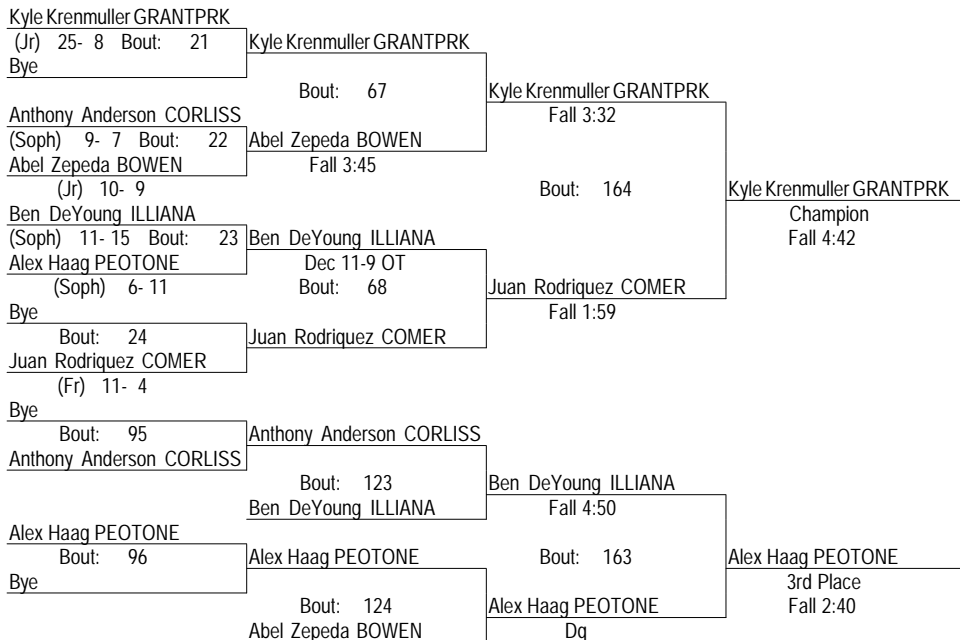 Kyle Krenmuller GRANTPRK
(Jr) 25- 8 Bout: 21 Kyle Krenmuller GRANTPRK
Bye
Bout: 67 Kyle Krenmuller GRANTPRK
Anthony Anderson CORLISS Fall 3:32
(Soph) 9- 7 Bout: 22 Abel Zepeda BOWEN
Abel Zepeda BOWEN Fall 3:45
(Jr) 10- 9 Bout: 164 Kyle Krenmuller GRANTPRK
Ben DeYoung ILLIANA Champion
(Soph) 11- 15 Bout: 23 Ben DeYoung ILLIANA Fall 4:42
Alex Haag PEOTONE Dec 11-9 OT
(Soph) 6- 11 Bout: 68 Juan Rodriquez COMER
Bye Fall 1:59
Bout: 24 Juan Rodriquez COMER
Juan Rodriquez COMER
(Fr) 11- 4
Bye
Bout: 95 Anthony Anderson CORLISS
Anthony Anderson CORLISS
Bout: 123 Ben DeYoung ILLIANA
Ben DeYoung ILLIANA Fall 4:50
Alex Haag PEOTONE
Bout: 96 Alex Haag PEOTONE Bout: 163 Alex Haag PEOTONE
Bye 3rd Place
Bout: 124 Alex Haag PEOTONE Fall 2:40
Abel Zepeda BOWEN Dq